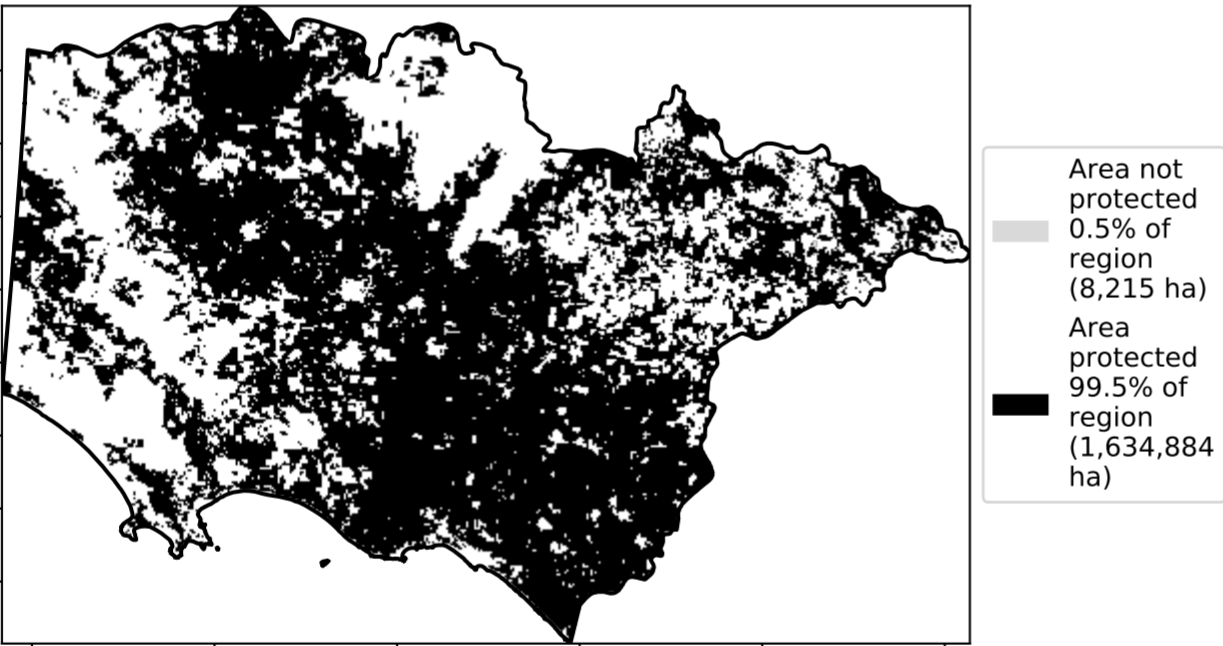 Area not
protected
0.5% of
region
(8,215 ha)
Area
protected
99.5% of
region
(1,634,884
ha)